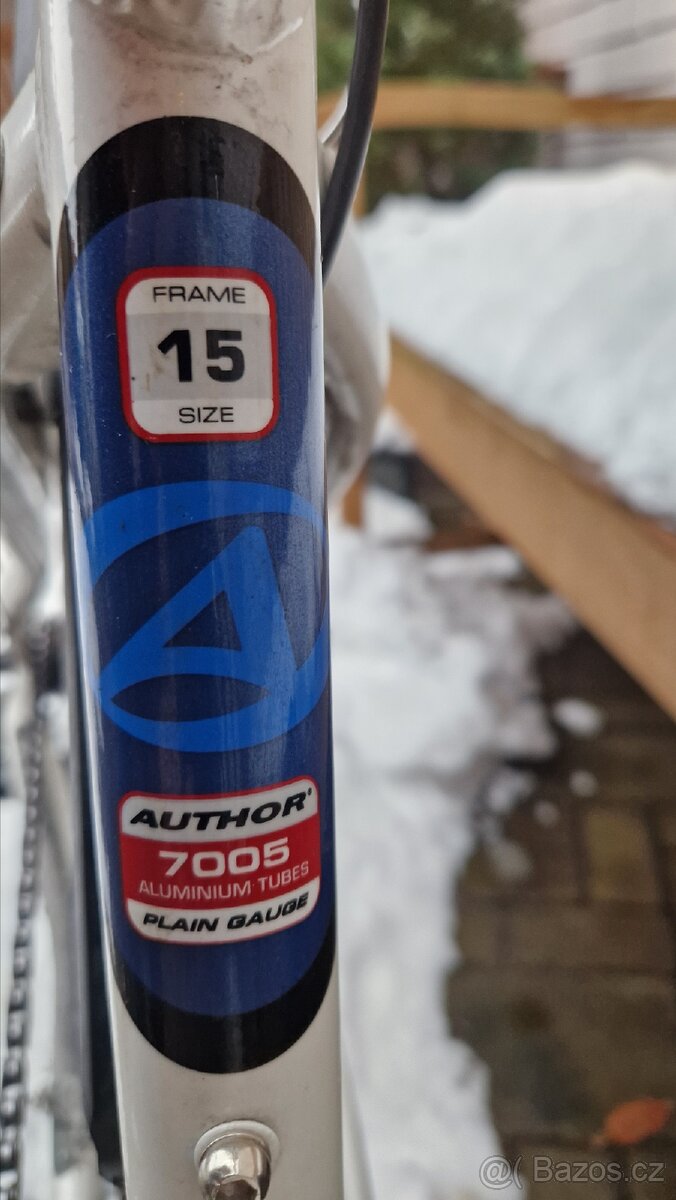 FRAME
15
SIZE
AUTHOR
7005
ALUMINIUM TUBES
PLAIN GAUGE
@( Bazos.cz